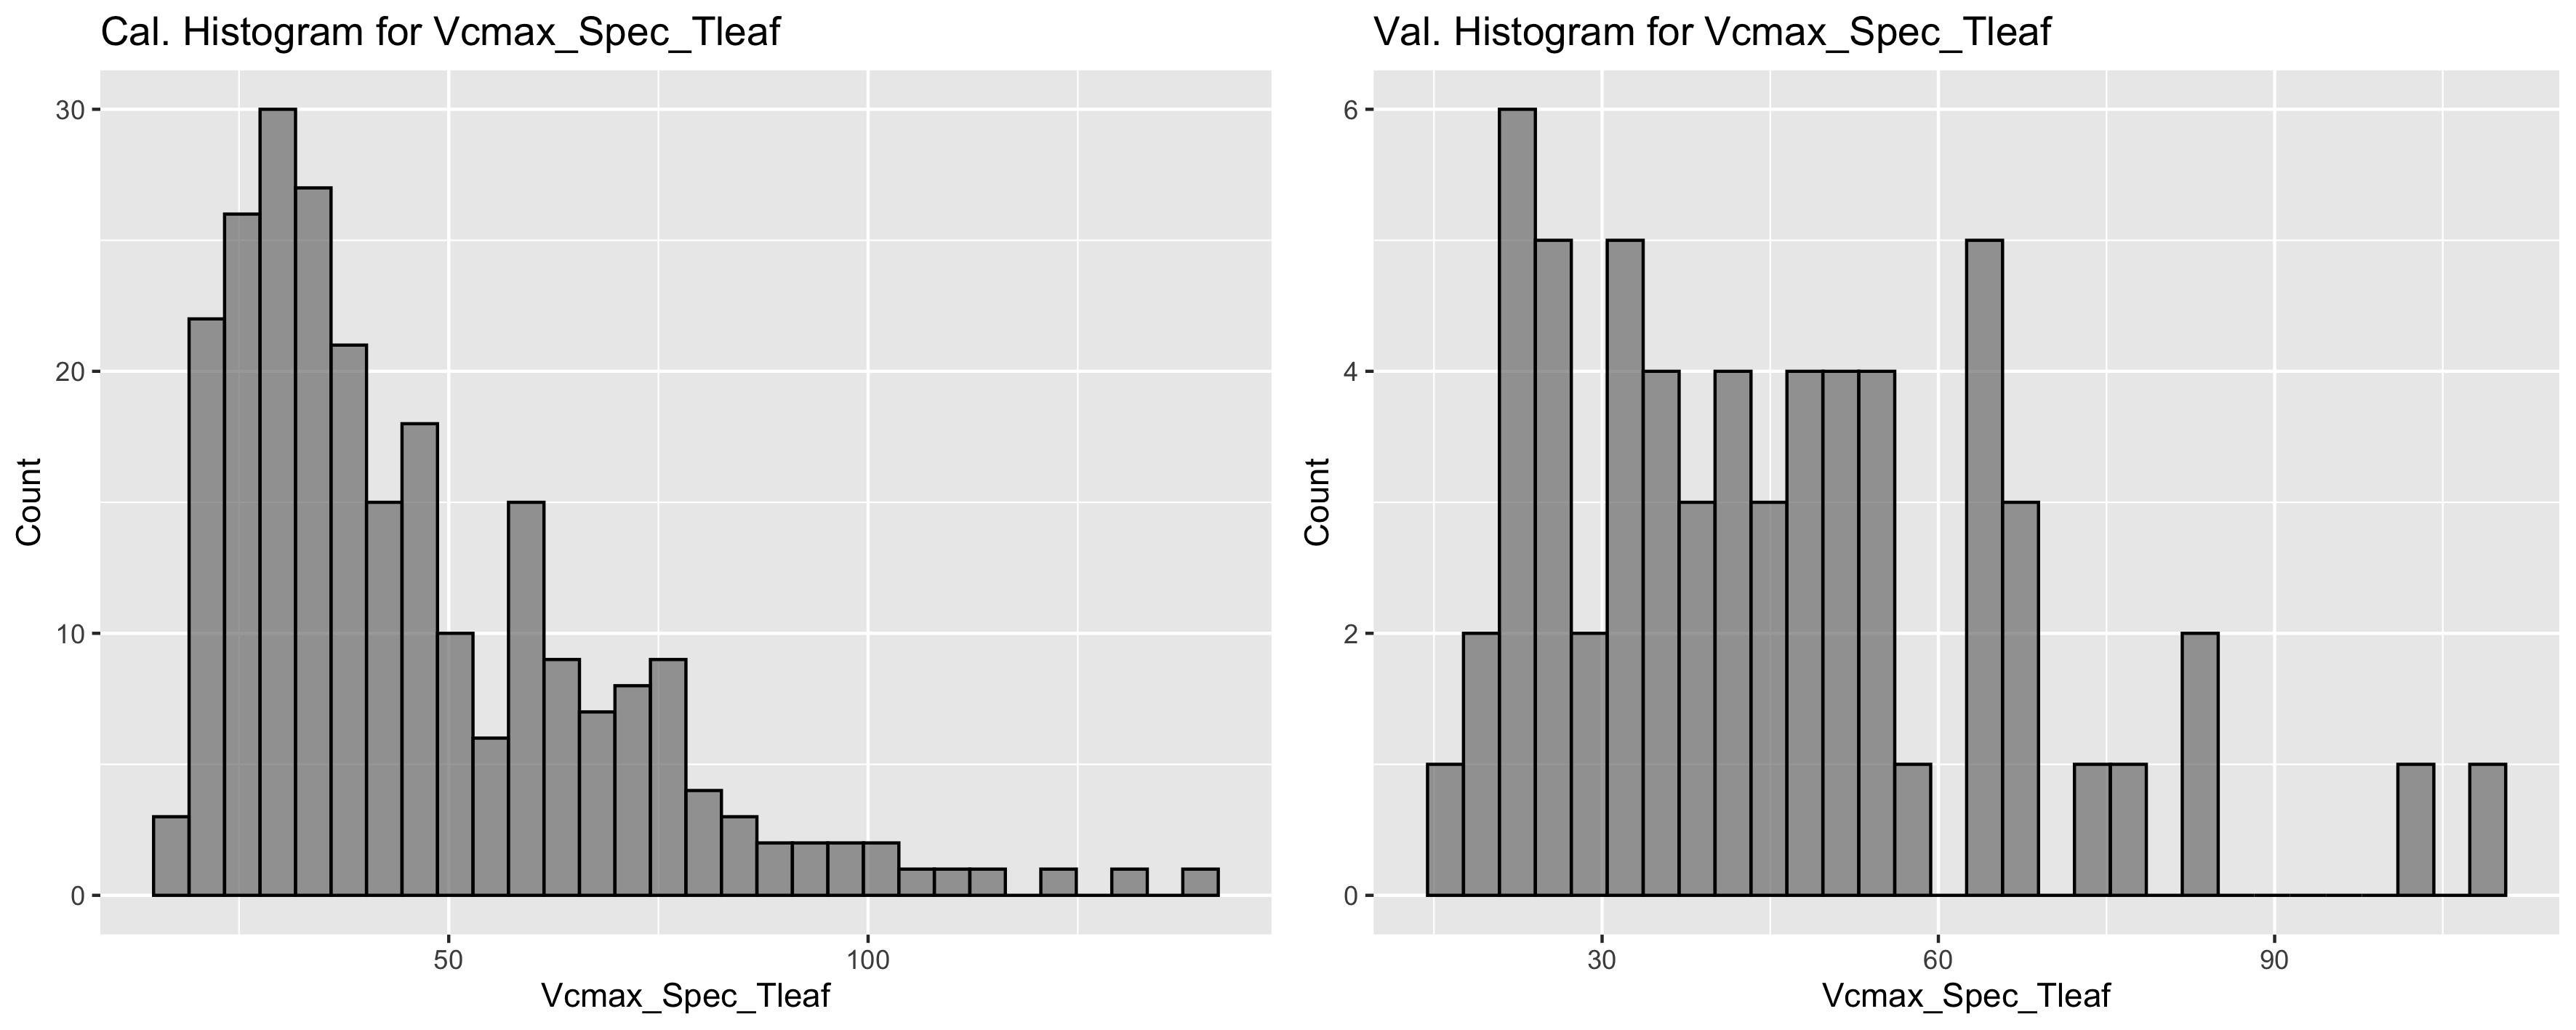 Cal. Histogram for Vcmax_Spec_Tleaf
30
20
10
0
Count
50
100
Vcmax_Spec_Tleaf
Val. Histogram for Vcmax_Spec_Tleaf
6
4
2
0
Count
30
60
90
Vcmax_Spec_Tleaf